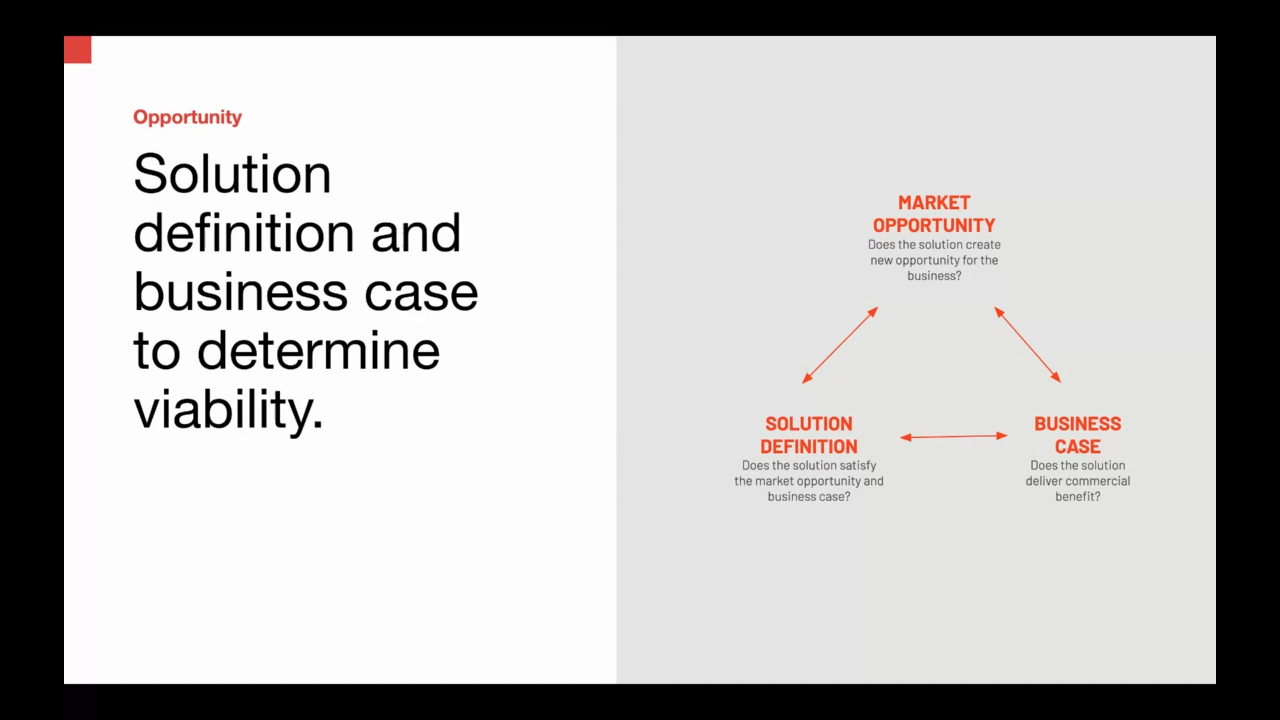 Opportunity
Solution
definition and
business case
to determine
viability.
MARKET
OPPORTUNITY
Does the solution create
new opportunity for the
business?
SOLUTION
DEFINITION
Does the solution satisfy
the market opportunity and
business case?
BUSINESS
CASE
Does the solution
deliver commercial
benefit?